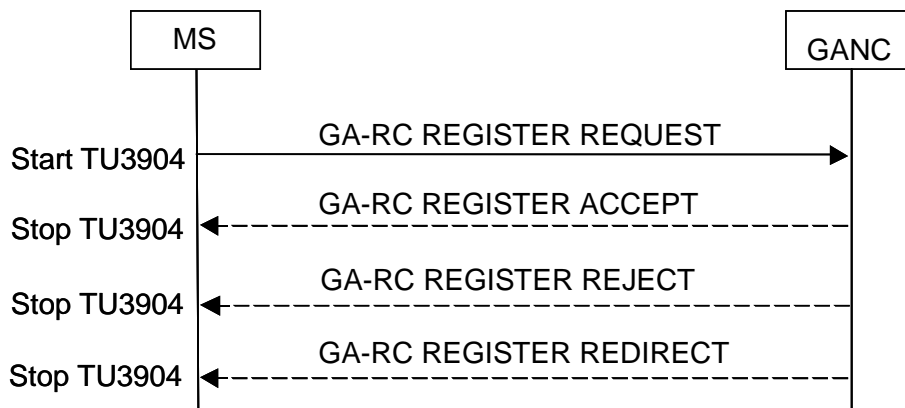 MS
GANC
GA-RC REGISTER REQUEST
Start TU3904
GA-RC REGISTER ACCEPT
Stop TU3904
GA-RC REGISTER REJECT
Stop TU3904
GA-RC REGISTER REDIRECT
Stop TU3904